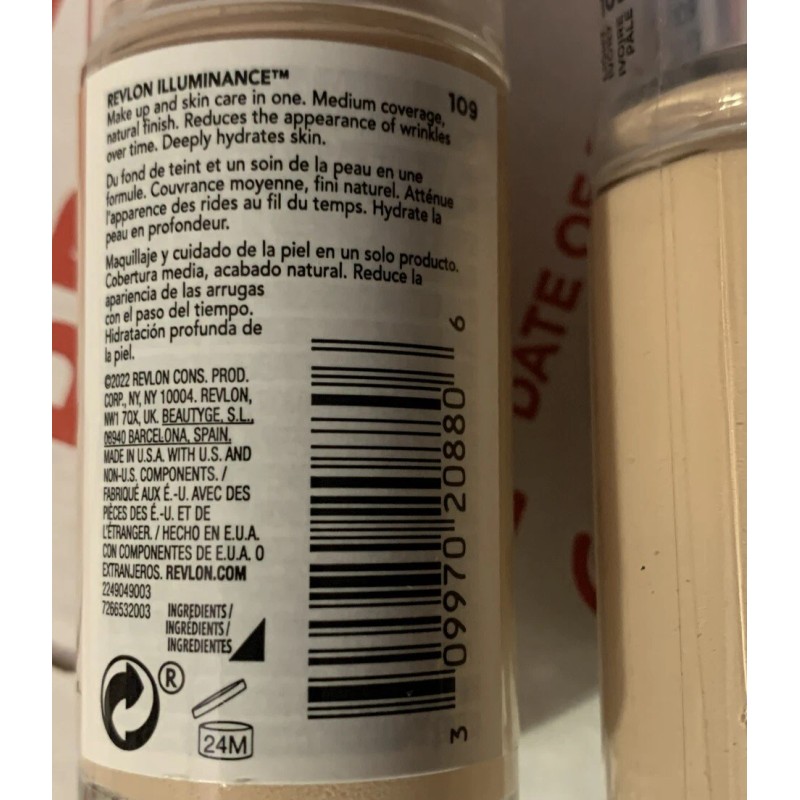 REVLON ILLUMINANCE™
109
Make up and skin care in one. Medium coverage,
natural finish. Reduces the appearance of wrinkles
over time. Deeply hydrates skin.
Du fond de teint et un soin de la peau en une
formule. Couvrance moyenne, fini naturel. Atténue
l'apparence des rides au fil du temps. Hydrate la
peau en profondeur.
Maquillaje y cuidado de la piel en un solo producto.
Cobertura media, acabado natural. Reduce la
apariencia de las arrugas
con el paso del tiempo.
Hidratación profunda de
la piel.
©2022 REVLON CONS. PROD.
CORP., NY, NY 10004. REVLON,
NW1 7QX, UK. BEAUTYGE, S.L.,
08940 BARCELONA, SPAIN.
MADE IN U.S.A. WITH U.S. AND
NON-U.S. COMPONENTS. /
FABRIQUÉ AUX É.-U. AVEC DES
PIÈCES DES É.-U. ET DE
L'ÉTRANGER. / HECHO EN E.U.A.
CON COMPONENTES DE E.U.A. O
EXTRANJEROS. REVLON.COM
2249049003
7266532003
INGREDIENTS /
INGRÉDIENTS /
INGREDIENTES
®
24M
3 09970 20880 6
IVOIRE
PALE
DATE OF